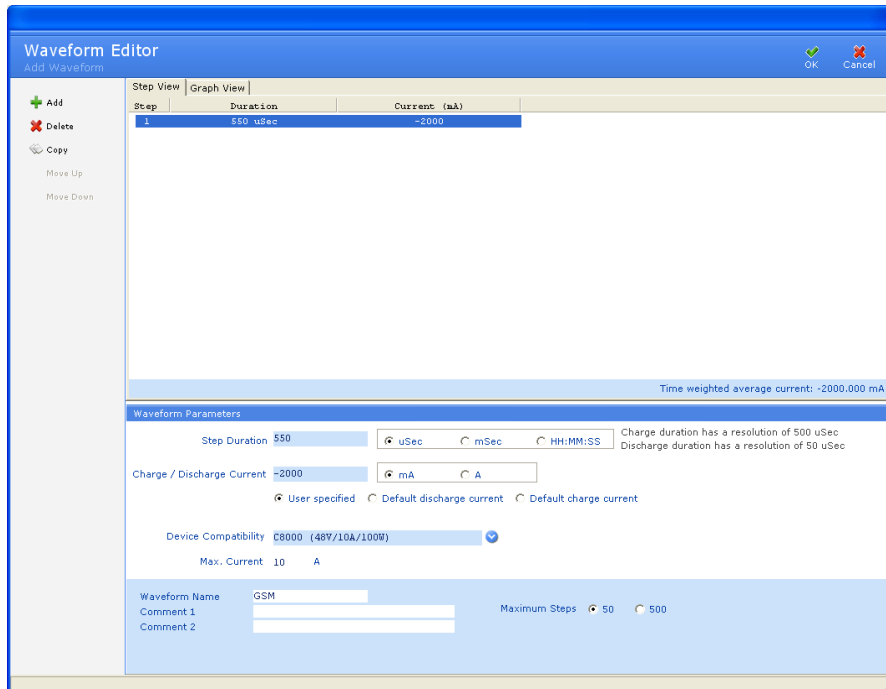 Waveform Editor
Add Waveform
OK
Cancel
Add
Delete
Copy
Move Up
Move Down
Step View
Graph View
Step Duration Current (mA)
1 550 uSec -2000
Time weighted average current: -2000.000 mA
Waveform Parameters
Step Duration 550
uSec mSec HH:MM:SS
Charge duration has a resolution of 500 uSec
Discharge duration has a resolution of 50 uSec
Charge / Discharge Current -2000
mA A
User specified Default discharge current Default charge current
Device Compatibility C8000 (48V/10A/100W)
Max. Current 10 A
Waveform Name GSM
Comment 1
Comment 2
Maximum Steps 50 500